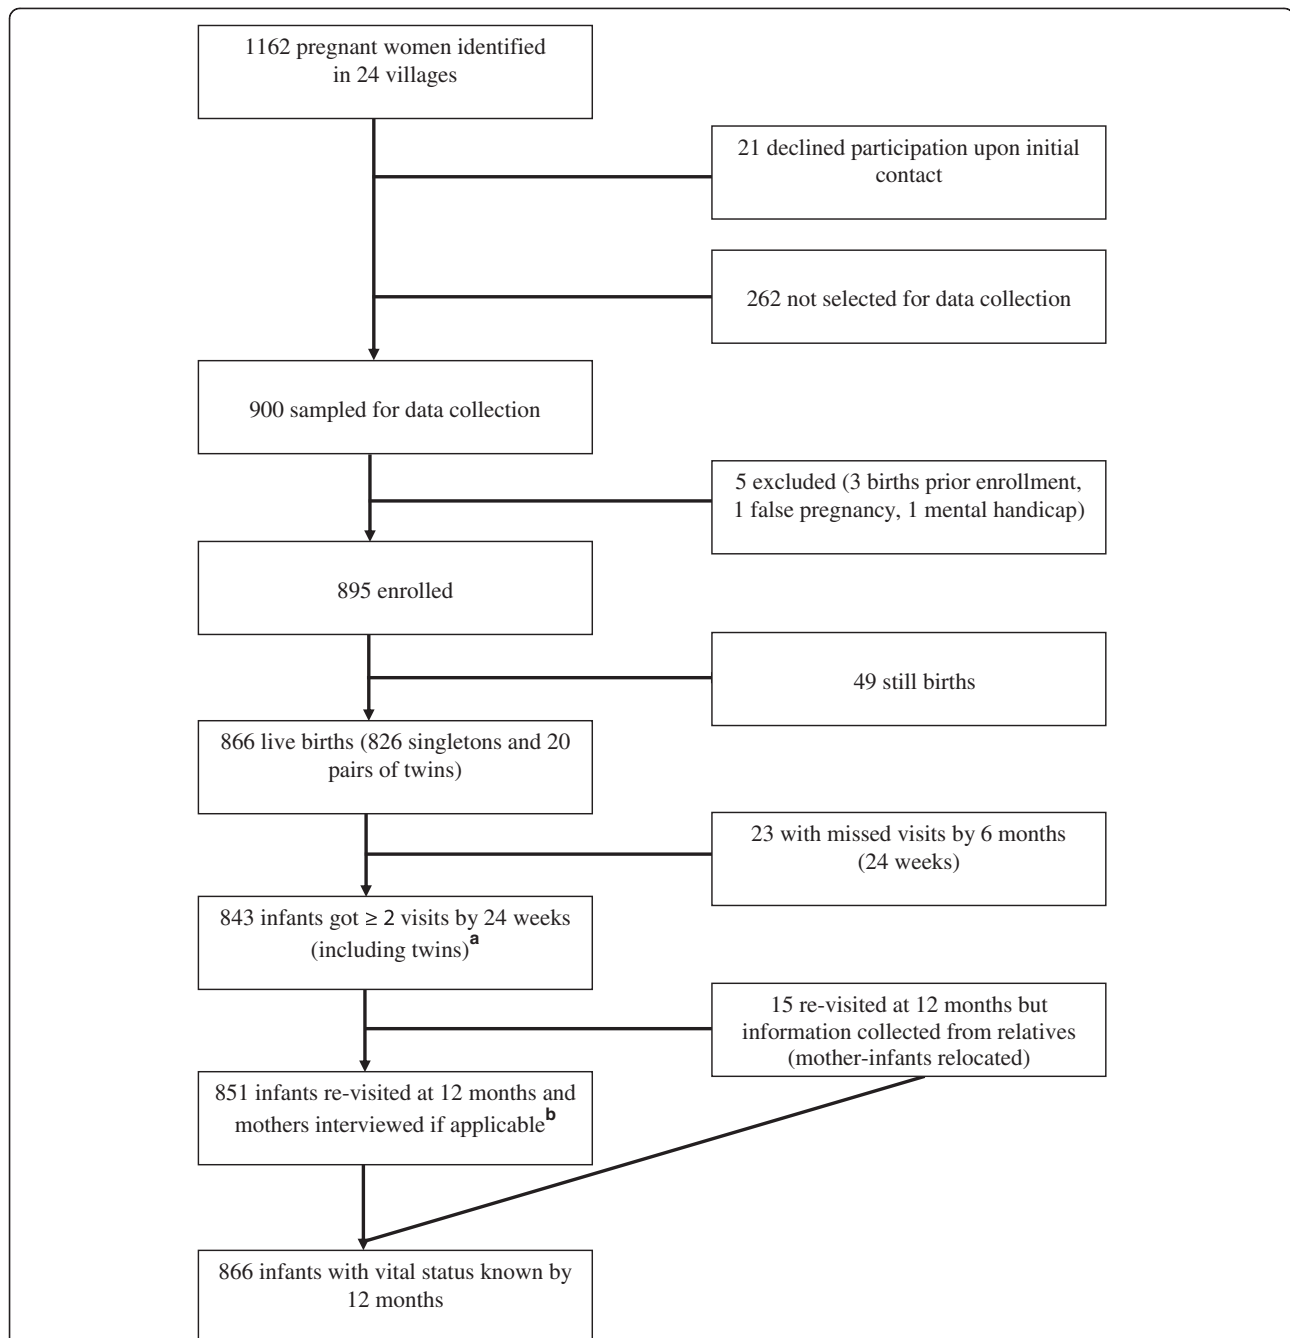 1162 pregnant women identified
in 24 villages
21 declined participation upon initial
contact
262 not selected for data collection
900 sampled for data collection
5 excluded (3 births prior enrollment,
1 false pregnancy, 1 mental handicap)
895 enrolled
49 still births
866 live births (826 singletons and 20
pairs of twins)
23 with missed visits by 6 months
(24 weeks)
843 infants got ≥ 2 visits by 24 weeks
(including twins)a
15 re-visited at 12 months but
information collected from relatives
(mother-infants relocated)
851 infants re-visited at 12 months and
mothers interviewed if applicableb
866 infants with vital status known by
12 months